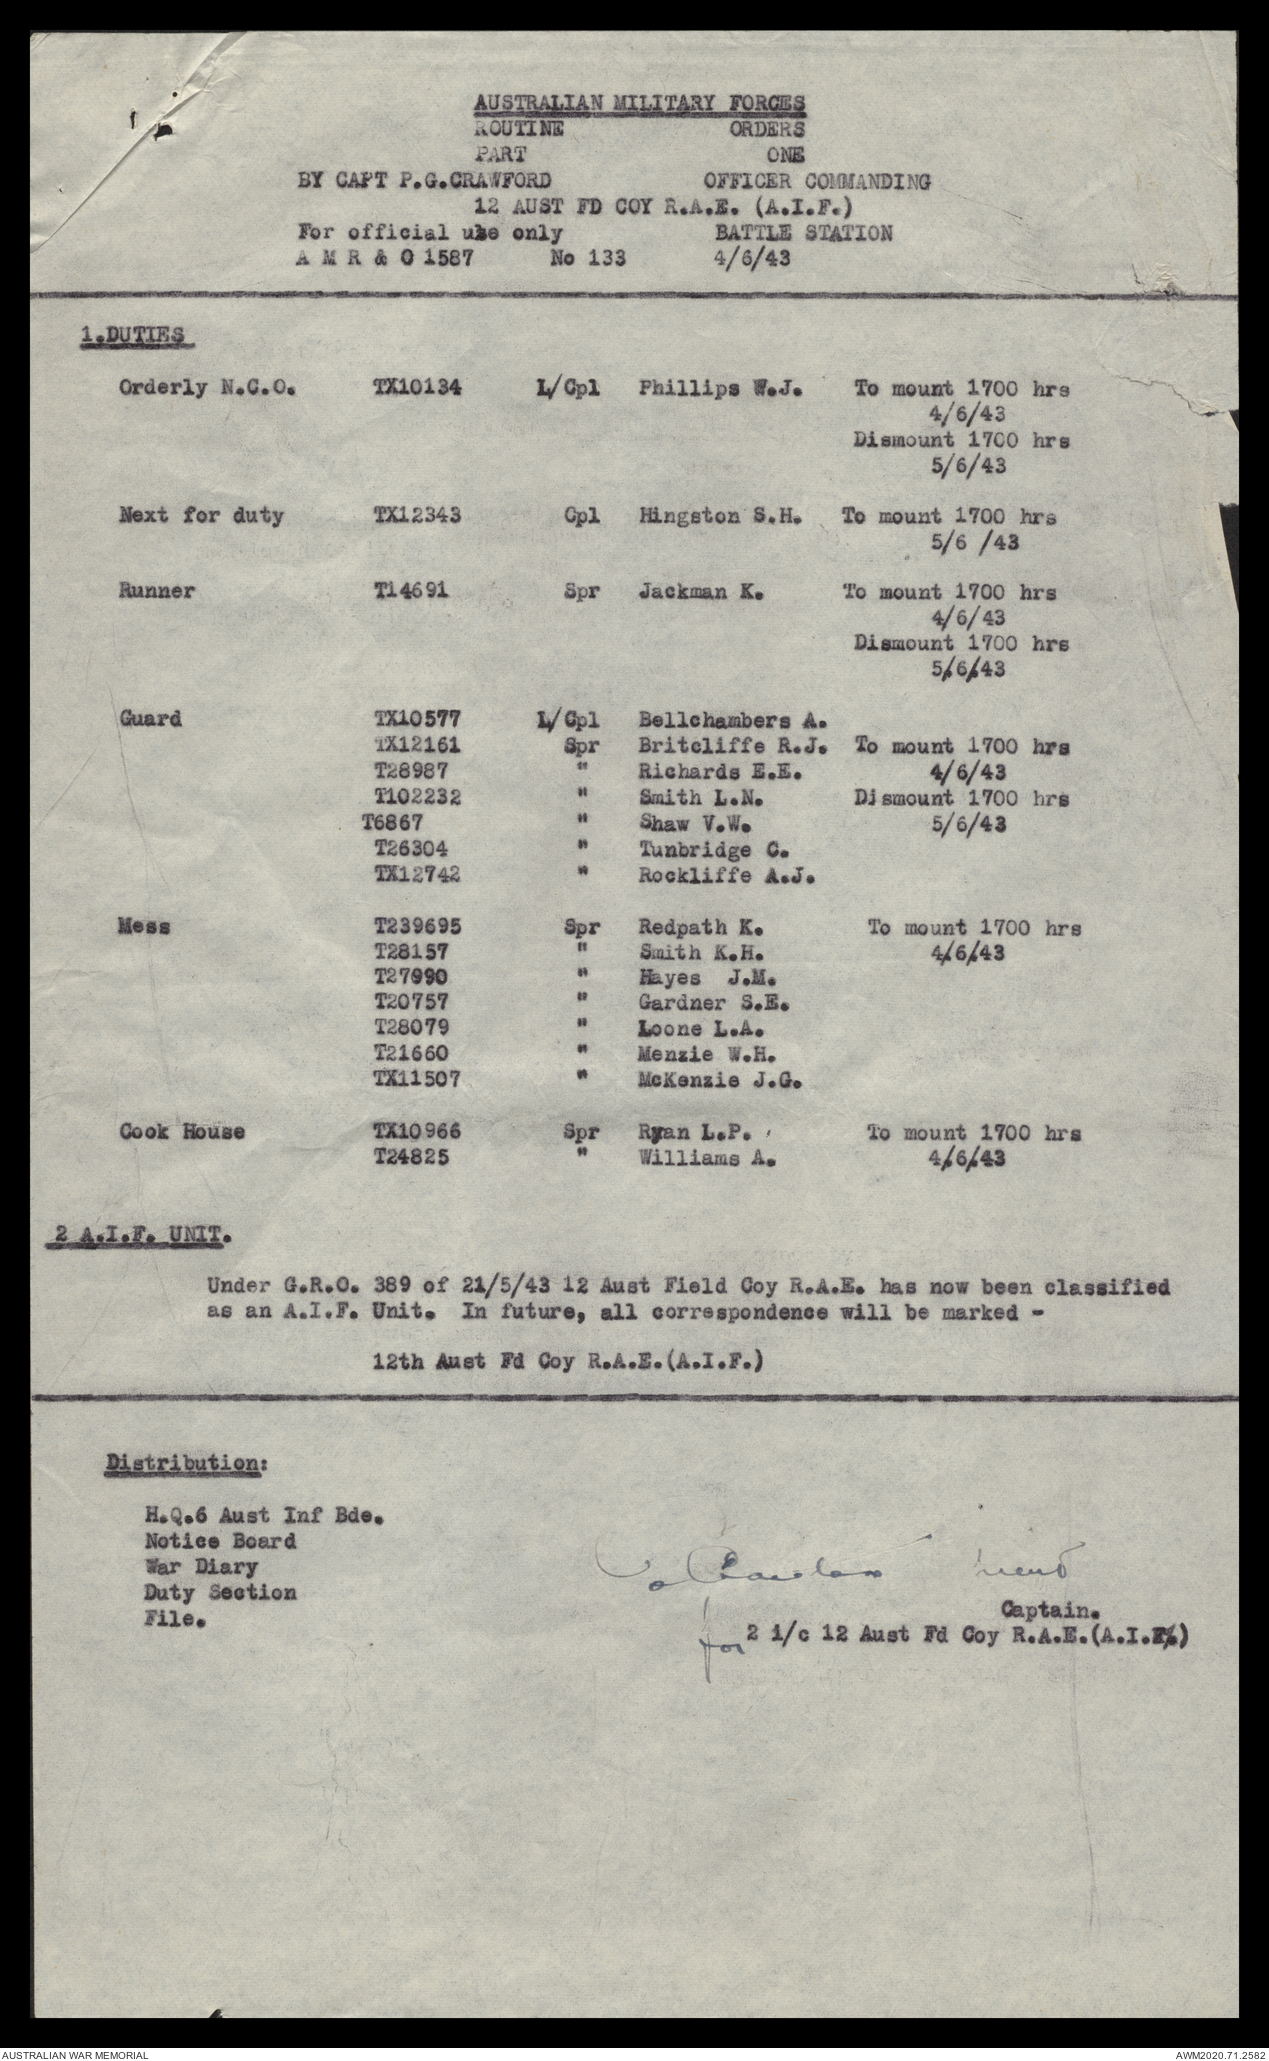 AUSTRALIAN MILITARY FORCES
ROUTINE ORDERS
PART ONE
BY CAPT P.G.CRAWFORD OFFICER COMMANDING
12 AUST FD COY R.A.E. (A.I.F.)
For official use only BATTLE STATION
A M R & O 1587 No 133 4/6/43
1.DUTIES
Orderly N.C.O. TX10134 L/Cpl Phillips W.J. To mount 1700 hrs
4/6/43
Dismount 1700 hrs
5/6/43
Next for duty TX12343 Cpl Hingston S.H. To mount 1700 hrs
5/6 /43
Runner T14691 Spr Jackman K. To mount 1700 hrs
4/6/43
Dismount 1700 hrs
5/6/43
Guard TX10577 L/Cpl Bellchambers A.
TX12161 Spr Britcliffe R.J. To mount 1700 hrs
T28987 " Richards E.E. 4/6/43
T102232 " Smith L.N. Dismount 1700 hrs
T6867 " Shaw V.W. 5/6/43
T26304 " Tunbridge C.
TX12742 " Rockliffe A.J.
Mess T239695 Spr Redpath K. To mount 1700 hrs
T28157 " Smith K.H. 4/6/43
T27990 " Hayes J.M.
T20757 " Gardner S.E.
T28079 " Loone L.A.
T21660 " Menzie W.H.
TX11507 " McKenzie J.G.
Cook House TX10966 Spr Ryan L.P. To mount 1700 hrs
T24825 " Williams A. 4/6/43
2 A.I.F. UNIT.
Under G.R.O. 389 of 21/5/43 12 Aust Field Coy R.A.E. has now been classified
as an A.I.F. Unit. In future, all correspondence will be marked -
12th Aust Fd Coy R.A.E.(A.I.F.)
Distribution:
H.Q.6 Aust Inf Bde.
Notice Board
War Diary
Duty Section
File.
Lieut
Captain.
for 2 i/c 12 Aust Fd Coy R.A.E.(A.I.F.)
AUSTRALIAN WAR MEMORIAL AWM2020.71.2582